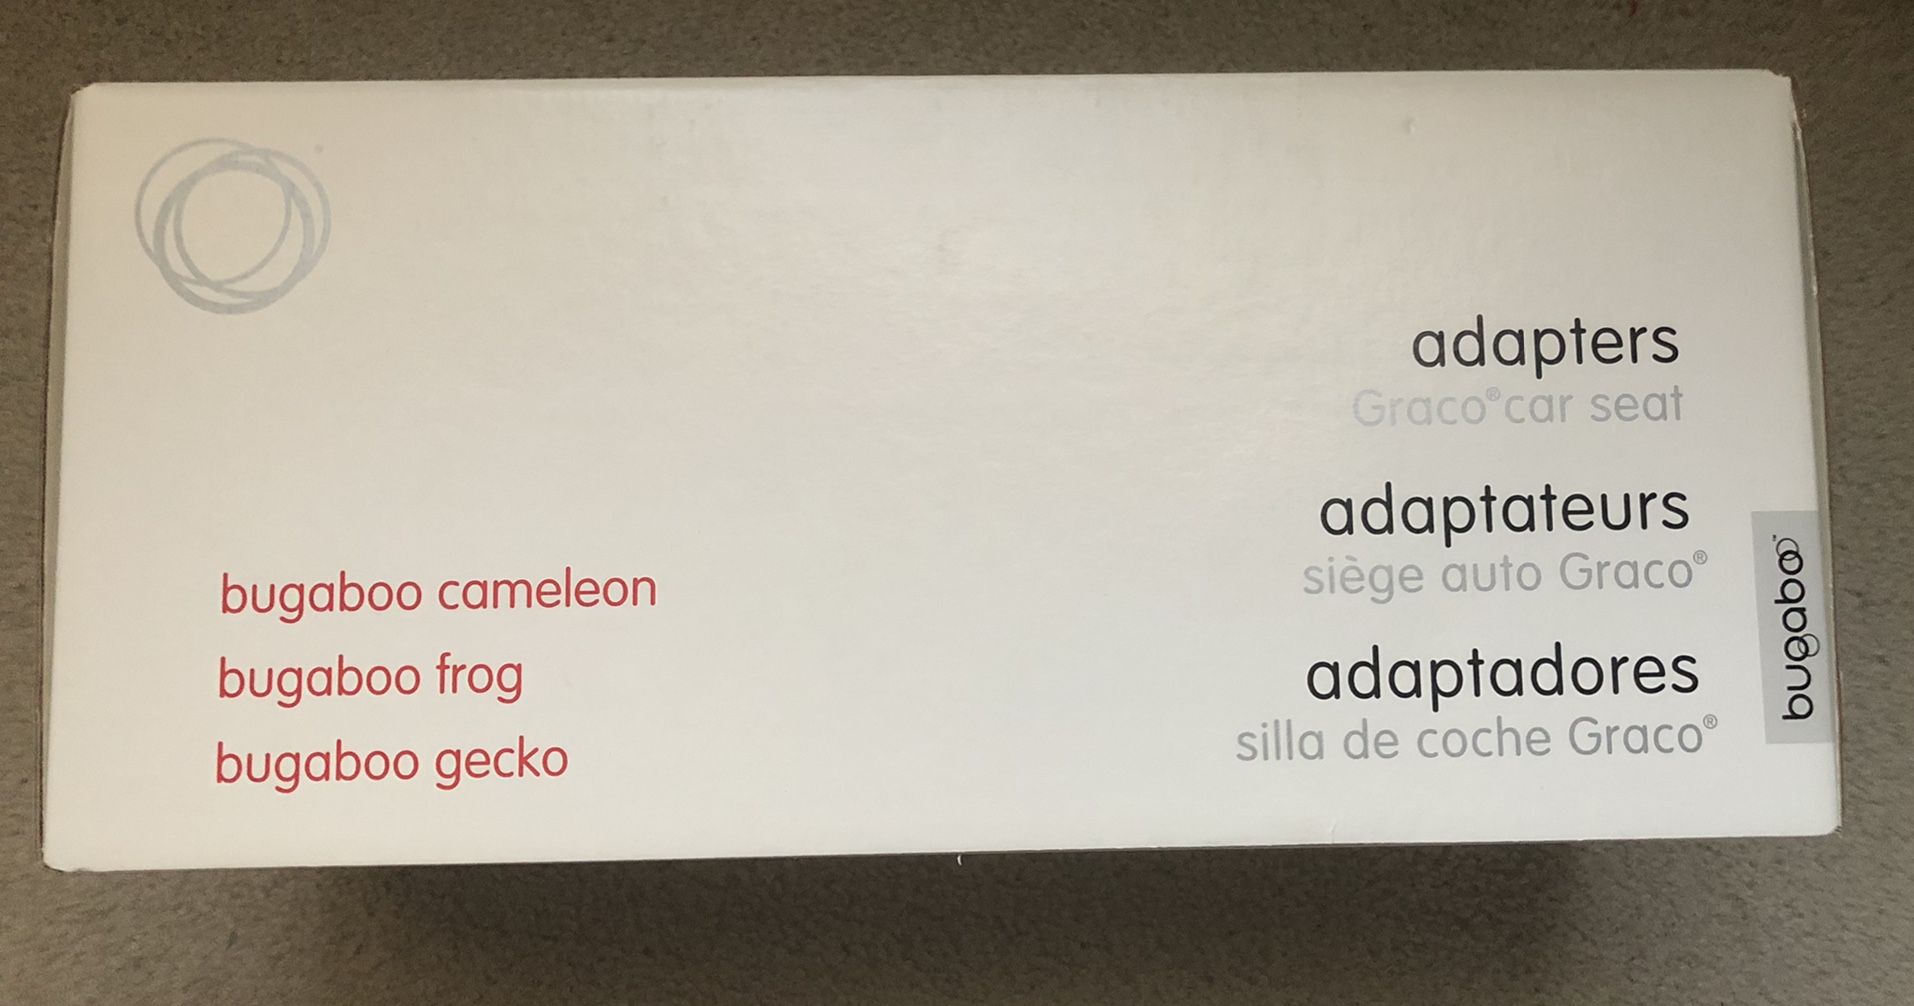 adapters
Graco® car seat
adaptateurs
siège auto Graco®
adaptadores
silla de coche Graco®
bugaboo cameleon
bugaboo frog
bugaboo gecko
bugaboo™